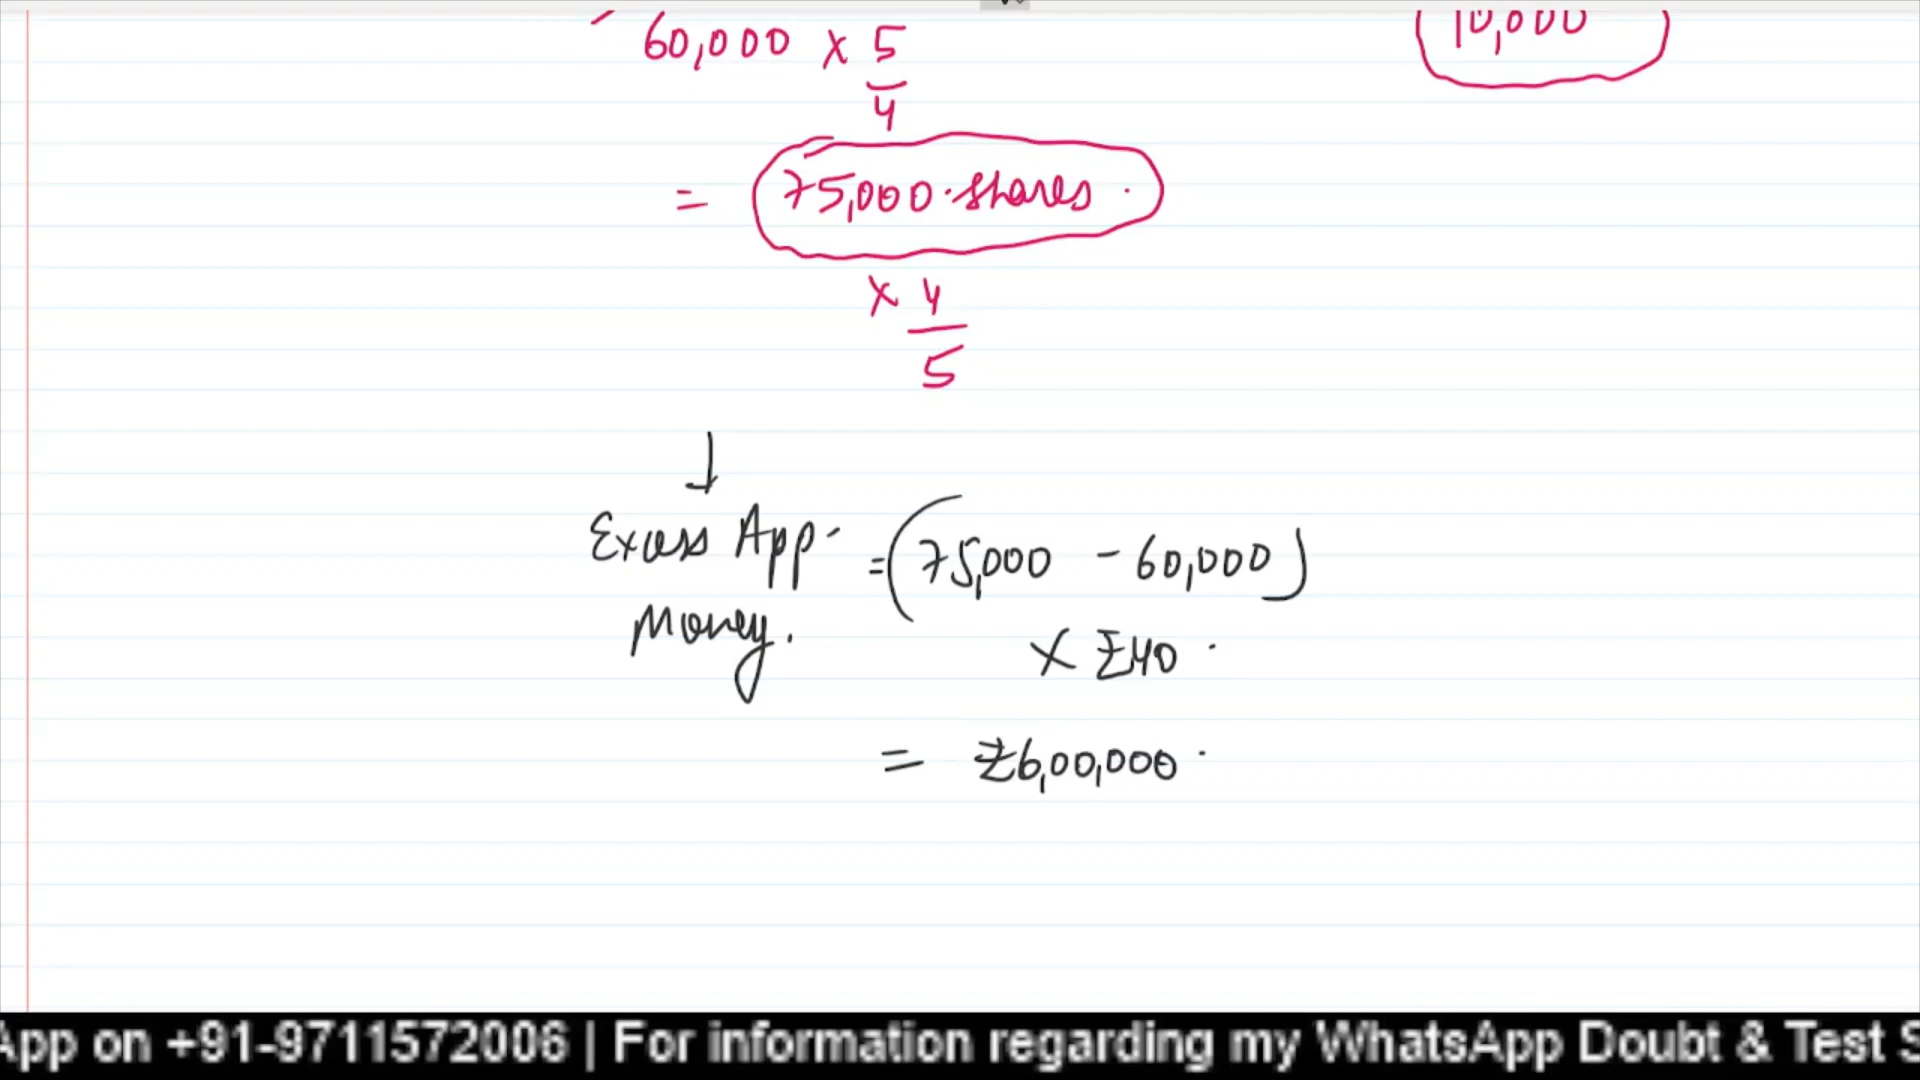 60,000 x 5/4
10,000
= 75,000 shares
x 4/5
↓
Excess App. = (75,000 - 60,000)
Money.
x ₹40
= ₹6,00,000
App on +91-9711572006 | For information regarding my WhatsApp Doubt & Test S